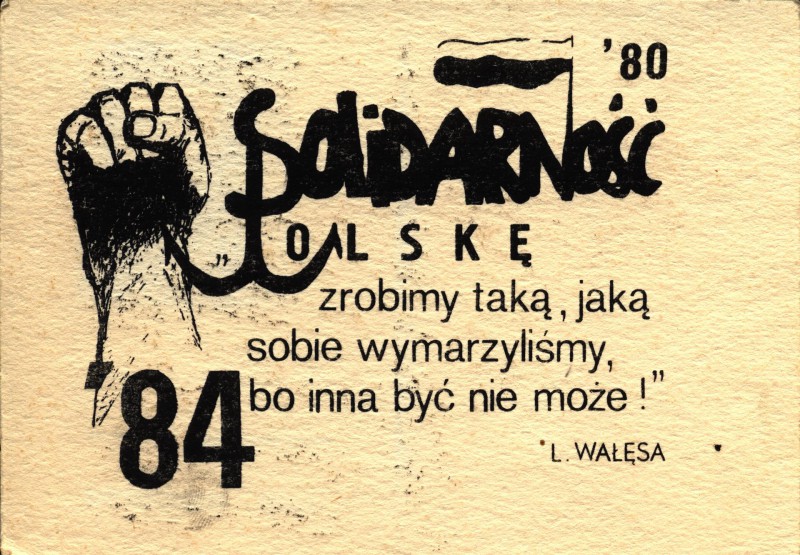 '80
SOLIDARNOŚĆ
„POLSKĘ
zrobimy taką, jaką
sobie wymarzyliśmy,
bo inna być nie może!”
'84
L. WAŁĘSA